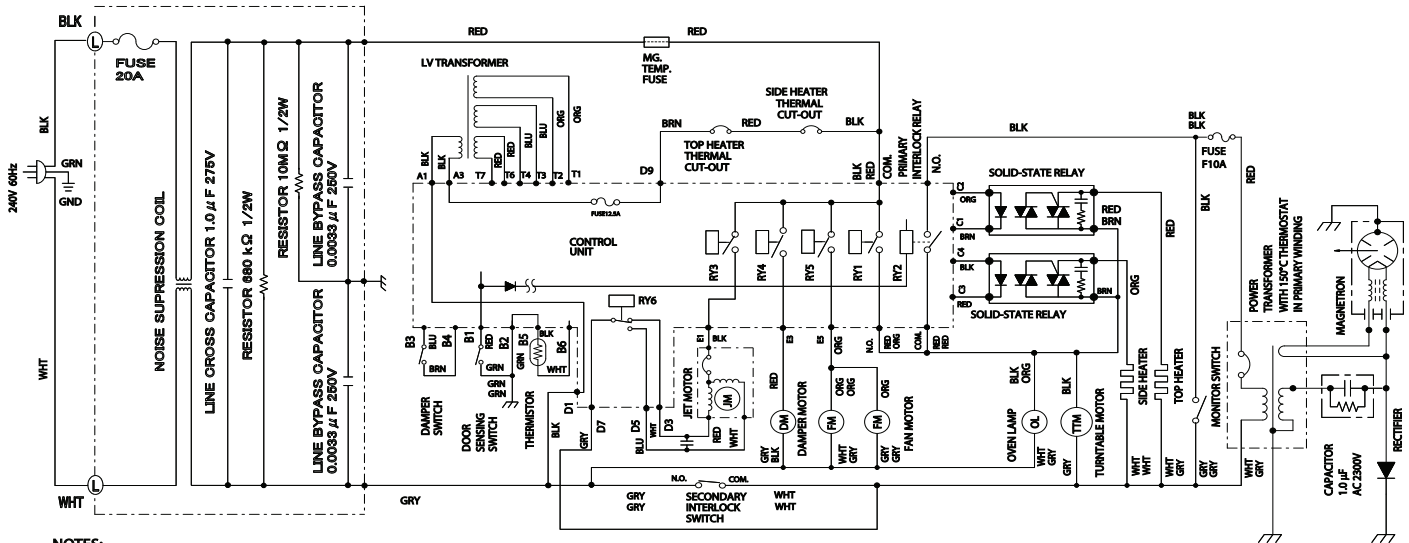 BLK
L
FUSE
20A
240V 60Hz
BLK
GRN
GND
WHT
L
WHT
NOISE SUPRESSION COIL
LINE CROSS CAPACITOR 1.0 μF 275V
RESISTOR 680 kΩ 1/2W
RESISTOR 10MΩ 1/2W
LINE BYPASS CAPACITOR
0.0033 μF 250V
LINE BYPASS CAPACITOR
0.0033 μF 250V
RED
RED
MG.
TEMP.
FUSE
LV TRANSFORMER
BLK
BLK
RED
RED
BLU
BLU
ORG
ORG
A1
A3
T7
T6
T4
T3
T2
T1
D9
FUSE12.5A
BRN
RED
BLK
TOP HEATER
THERMAL
CUT-OUT
SIDE HEATER
THERMAL
CUT-OUT
CONTROL
UNIT
BLK
RED
COM.
PRIMARY
INTERLOCK RELAY
N.O.
BLK
RY3
RY4
RY5
RY1
RY2
RY6
C2
ORG
C1
BRN
C4
BLK
C3
RED
SOLID-STATE RELAY
RED
BRN
SOLID-STATE RELAY
BRN
ORG
RED
BLK
BLK
BLK
FUSE
F10A
RED
BLK
B3
BLU
B4
BRN
B1
RED
B2
GRN
B5
BLK
B6
WHT
GRN
GRN
GRN
DAMPER
SWITCH
DOOR
SENSING
SWITCH
THERMISTOR
D1
BLK
GRY
D7
D5
BLU
WHT
D3
E1
BLK
JET MOTOR
JM
RED
WHT
E3
RED
DM
DAMPER MOTOR
GRY
BLK
E5
ORG
ORG
ORG
FM
WHT
GRY
FM
FAN MOTOR
GRY
GRY
N.O.
RED
ORG
COM.
RED
RED
BLK
ORG
OVEN LAMP
OL
WHT
GRY
BLK
TTM
TURNTABLE MOTOR
GRY
SIDE HEATER
TOP HEATER
WHT
WHT
WHT
GRY
GRY
GRY
MONITOR SWITCH
WHT
GRY
POWER
TRANSFORMER
WITH 150°C THERMOSTAT
IN PRIMARY WINDING
MAGNETRON
CAPACITOR
1.0 μF
AC 2300V
RECTIFIER
GRY
N.O.
COM.
GRY
GRY
SECONDARY
INTERLOCK
SWITCH
WHT
WHT
NOTES: